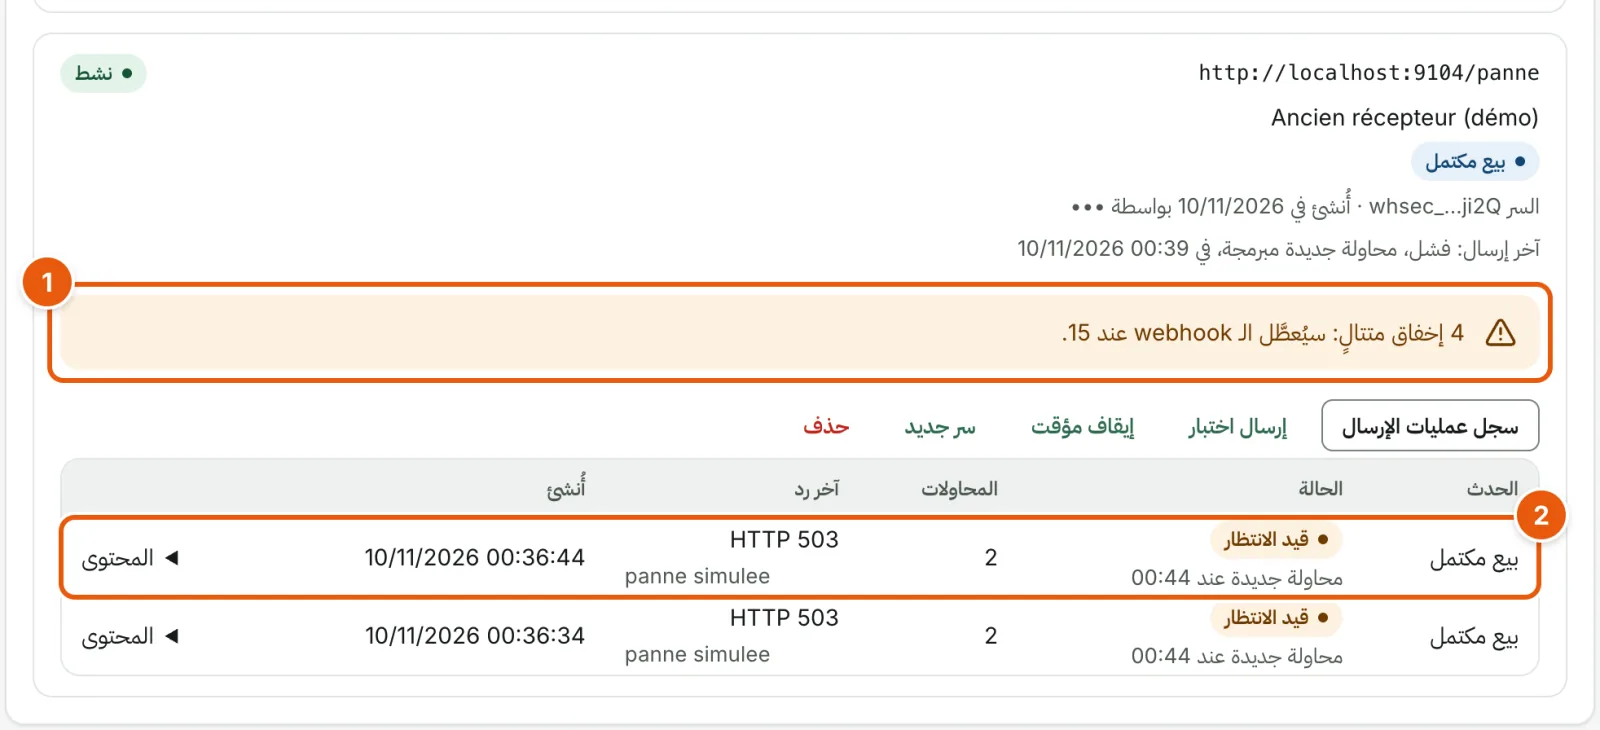 http://localhost:9104/panne
نشط
Ancien récepteur (démo)
بيع مكتمل
السر whsec_…ji2Q · أُنشئ في 10/11/2026 بواسطة •••
آخر إرسال: فشل، محاولة جديدة مبرمجة، في 10/11/2026 00:39
1
4 إخفاق متتالٍ: سيُعطَّل الـ webhook عند 15.
سجل عمليات الإرسال إرسال اختبار إيقاف مؤقت سر جديد حذف
الحدث الحالة المحاولات آخر رد أُنشئ
2
بيع مكتمل قيد الانتظار 2 HTTP 503 10/11/2026 00:36:44 المحتوى
محاولة جديدة عند 00:44 panne simulee
بيع مكتمل قيد الانتظار 2 HTTP 503 10/11/2026 00:36:34 المحتوى
محاولة جديدة عند 00:44 panne simulee